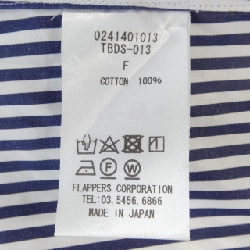 0241401013
TBDS-013
F
COTTON 100%
FLAPPERS CORPORATION
TEL:03.5456.6866
MADE IN JAPAN